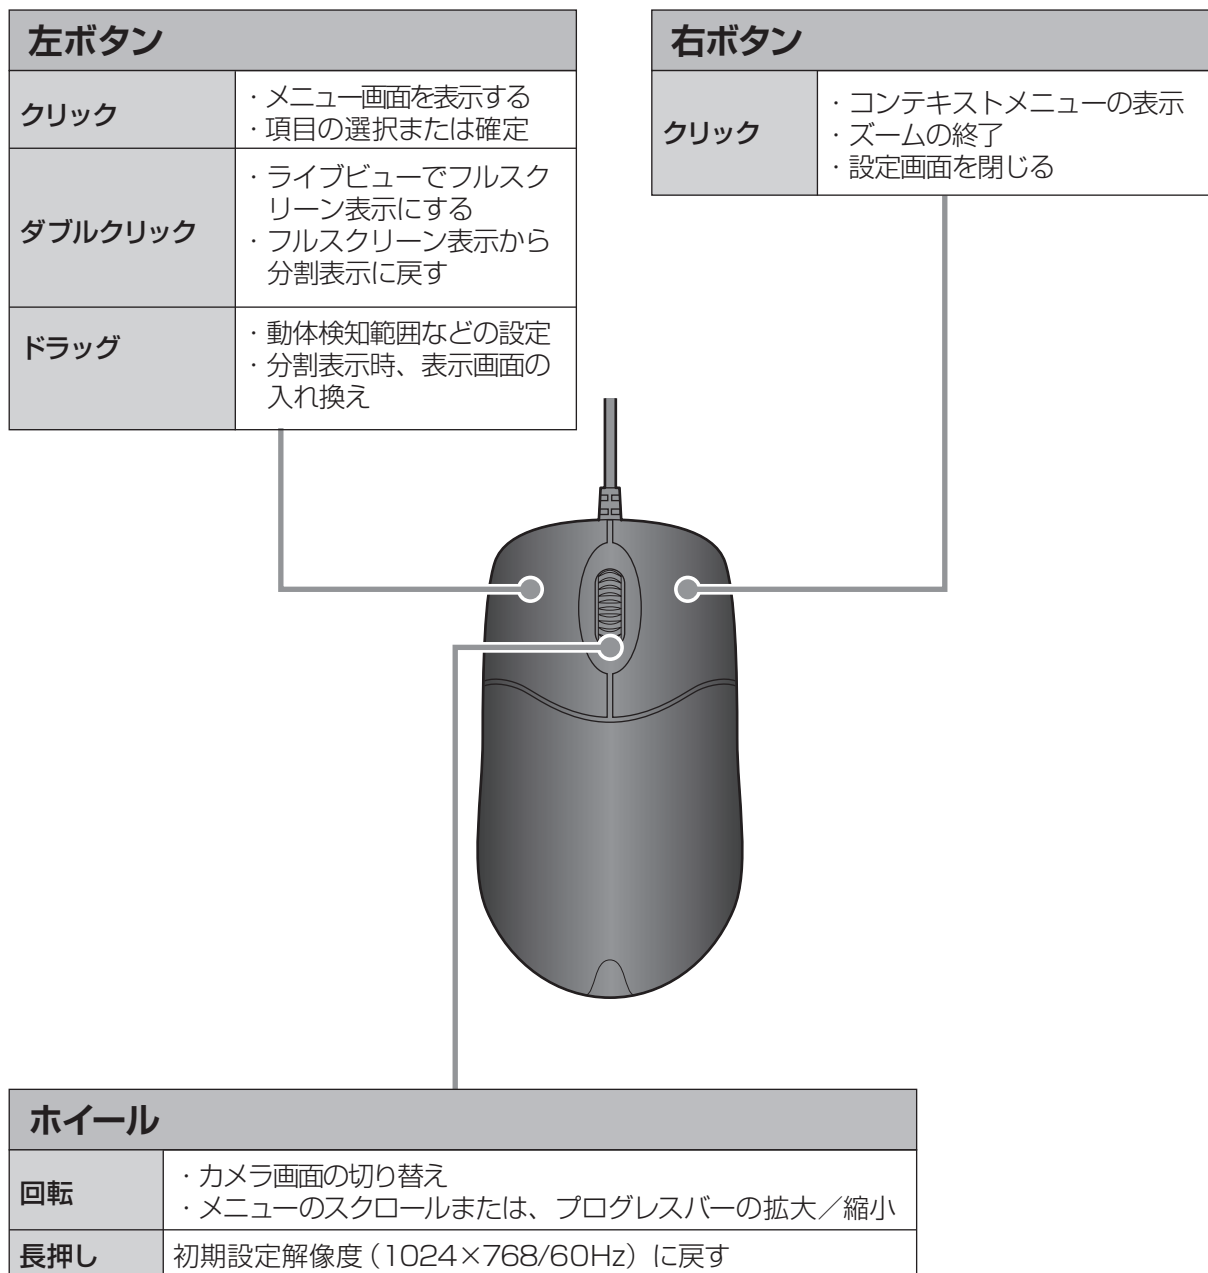 左ボタン
クリック
・メニュー画面を表示する
・項目の選択または確定
ダブルクリック
・ライブビューでフルスク
リーン表示にする
・フルスクリーン表示から
分割表示に戻す
ドラッグ
・動体検知範囲などの設定
・分割表示時、表示画面の
入れ換え
右ボタン
クリック
・コンテキストメニューの表示
・ズームの終了
・設定画面を閉じる
ホイール
回転
・カメラ画面の切り替え
・メニューのスクロールまたは、プログレスバーの拡大／縮小
長押し
初期設定解像度（1024×768/60Hz）に戻す